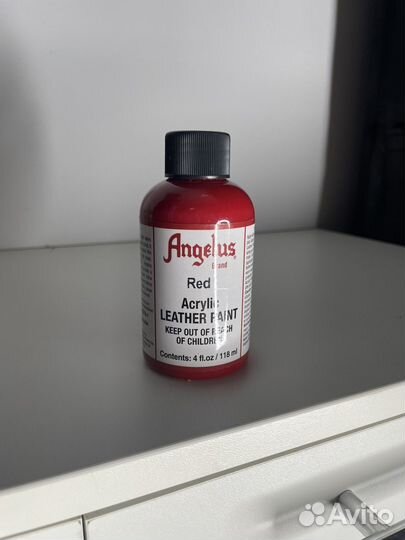 Angelus
Brand
Red
Acrylic
LEATHER PAINT
KEEP OUT OF REACH
OF CHILDREN
Contents: 4 fl.oz / 118 ml
Avito